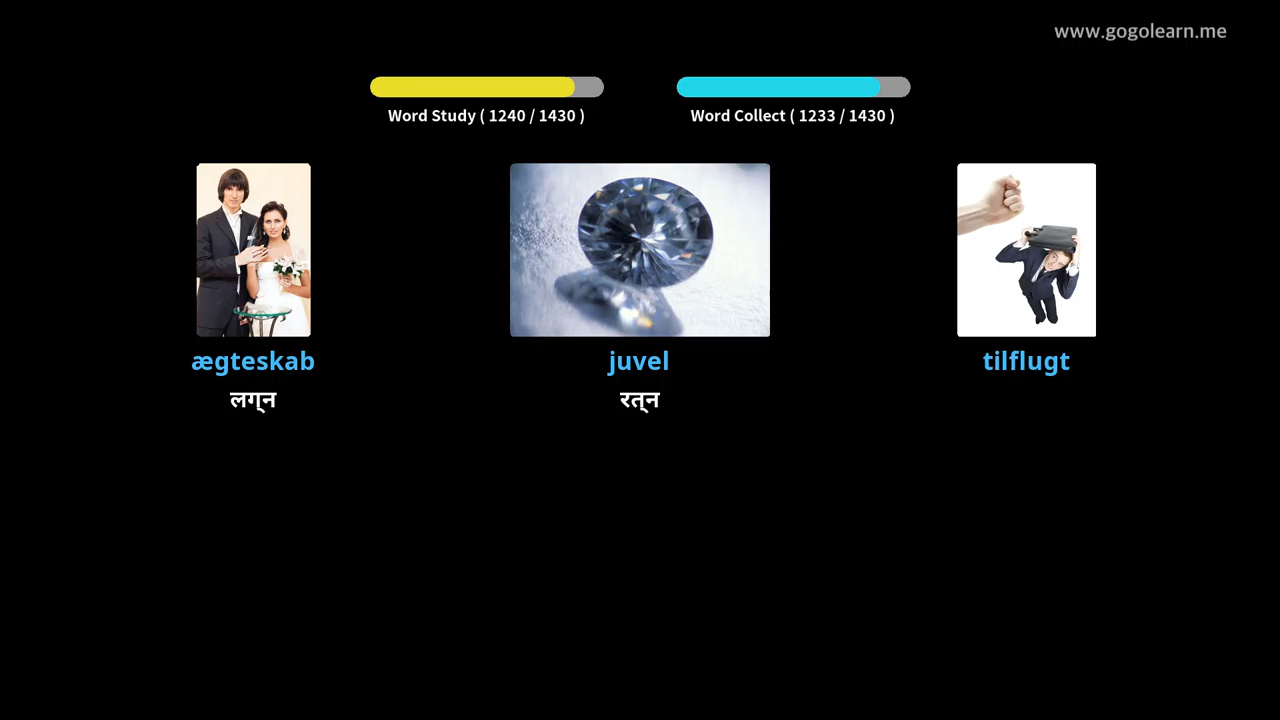 www.gogolearn.me
Word Study ( 1240 / 1430 )
Word Collect ( 1233 / 1430 )
ægteskab
juvel
tilflugt
लग्न
रत्न